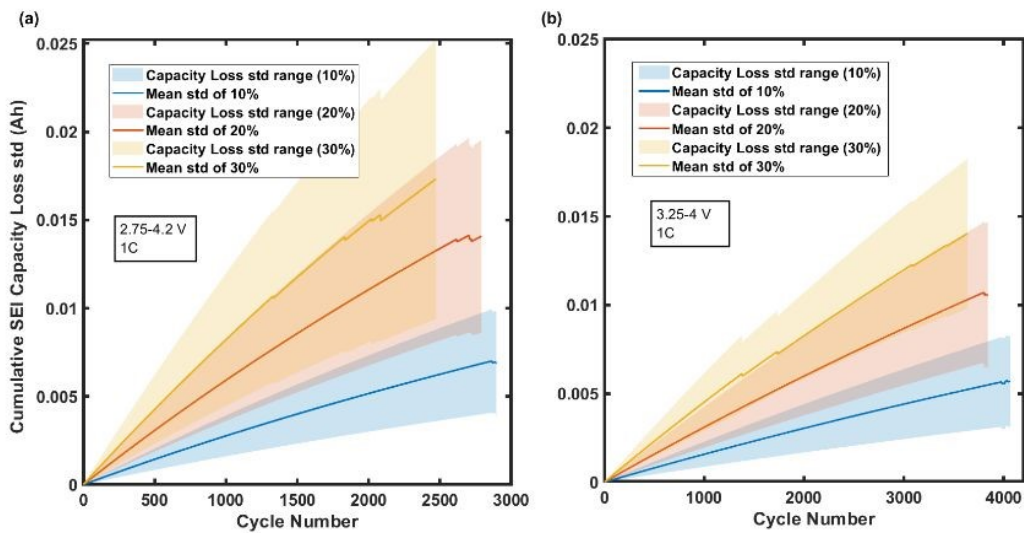 (a)
0.025
0.02
0.015
0.01
0.005
0
Cumulative SEI Capacity Loss std (Ah)
Capacity Loss std range (10%)
Mean std of 10%
Capacity Loss std range (20%)
Mean std of 20%
Capacity Loss std range (30%)
Mean std of 30%
2.75-4.2 V
1C
0 500 1000 1500 2000 2500 3000
Cycle Number
(b)
0.025
0.02
0.015
0.01
0.005
0
Capacity Loss std range (10%)
Mean std of 10%
Capacity Loss std range (20%)
Mean std of 20%
Capacity Loss std range (30%)
Mean std of 30%
3.25-4 V
1C
0 1000 2000 3000 4000
Cycle Number